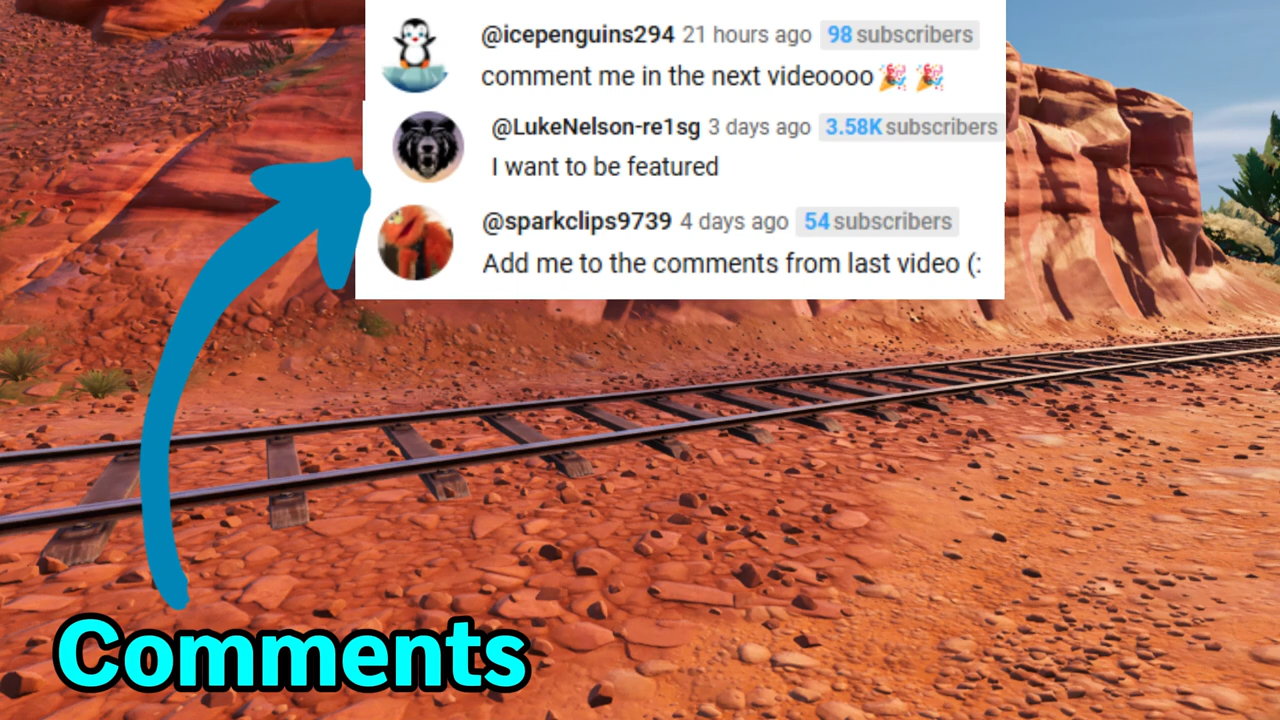 @icepenguins294 21 hours ago 98 subscribers
comment me in the next videoooo🎉 🎉
@LukeNelson-re1sg 3 days ago 3.58K subscribers
I want to be featured
@sparkclips9739 4 days ago 54 subscribers
Add me to the comments from last video (:
Comments